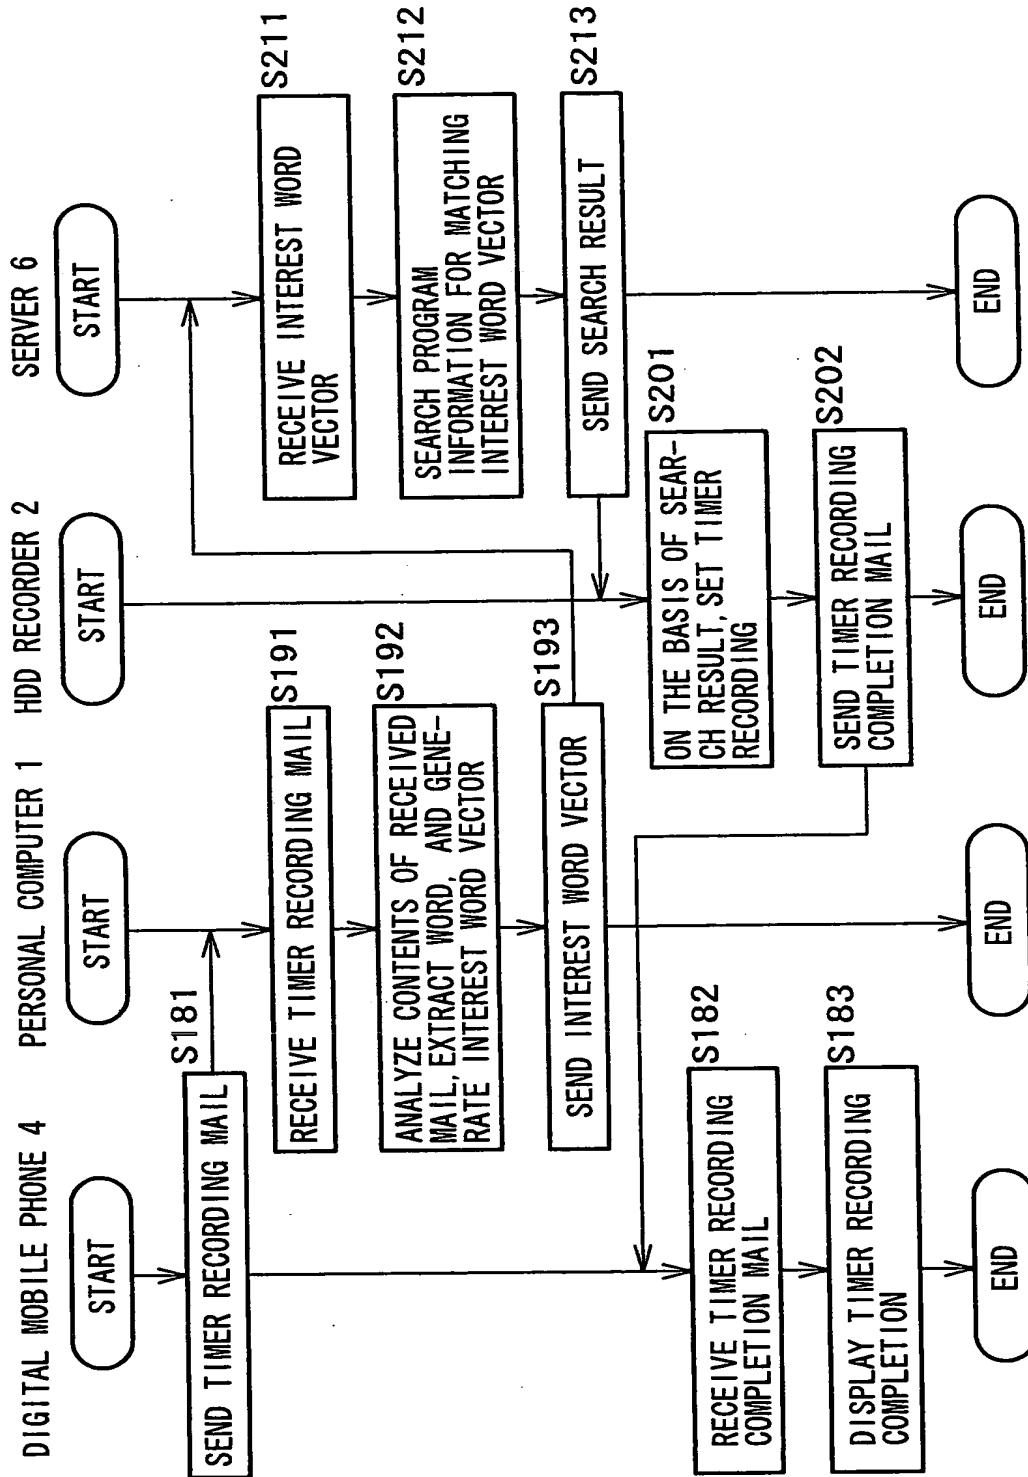 DIGITAL MOBILE PHONE 4
START
SEND TIMER RECORDING MAIL
S181
RECEIVE TIMER RECORDING
COMPLETION MAIL
S182
DISPLAY TIMER RECORDING
COMPLETION
S183
END
PERSONAL COMPUTER 1
START
RECEIVE TIMER RECORDING MAIL
S191
ANALYZE CONTENTS OF RECEIVED
MAIL, EXTRACT WORD, AND GENE-
RATE INTEREST WORD VECTOR
S192
SEND INTEREST WORD VECTOR
S193
END
HDD RECORDER 2
START
ON THE BASIS OF SEAR-
CH RESULT, SET TIMER
RECORDING
S201
SEND TIMER RECORDING
COMPLETION MAIL
S202
END
SERVER 6
START
RECEIVE INTEREST WORD
VECTOR
S211
SEARCH PROGRAM
INFORMATION FOR MATCHING
INTEREST WORD VECTOR
S212
SEND SEARCH RESULT
S213
END